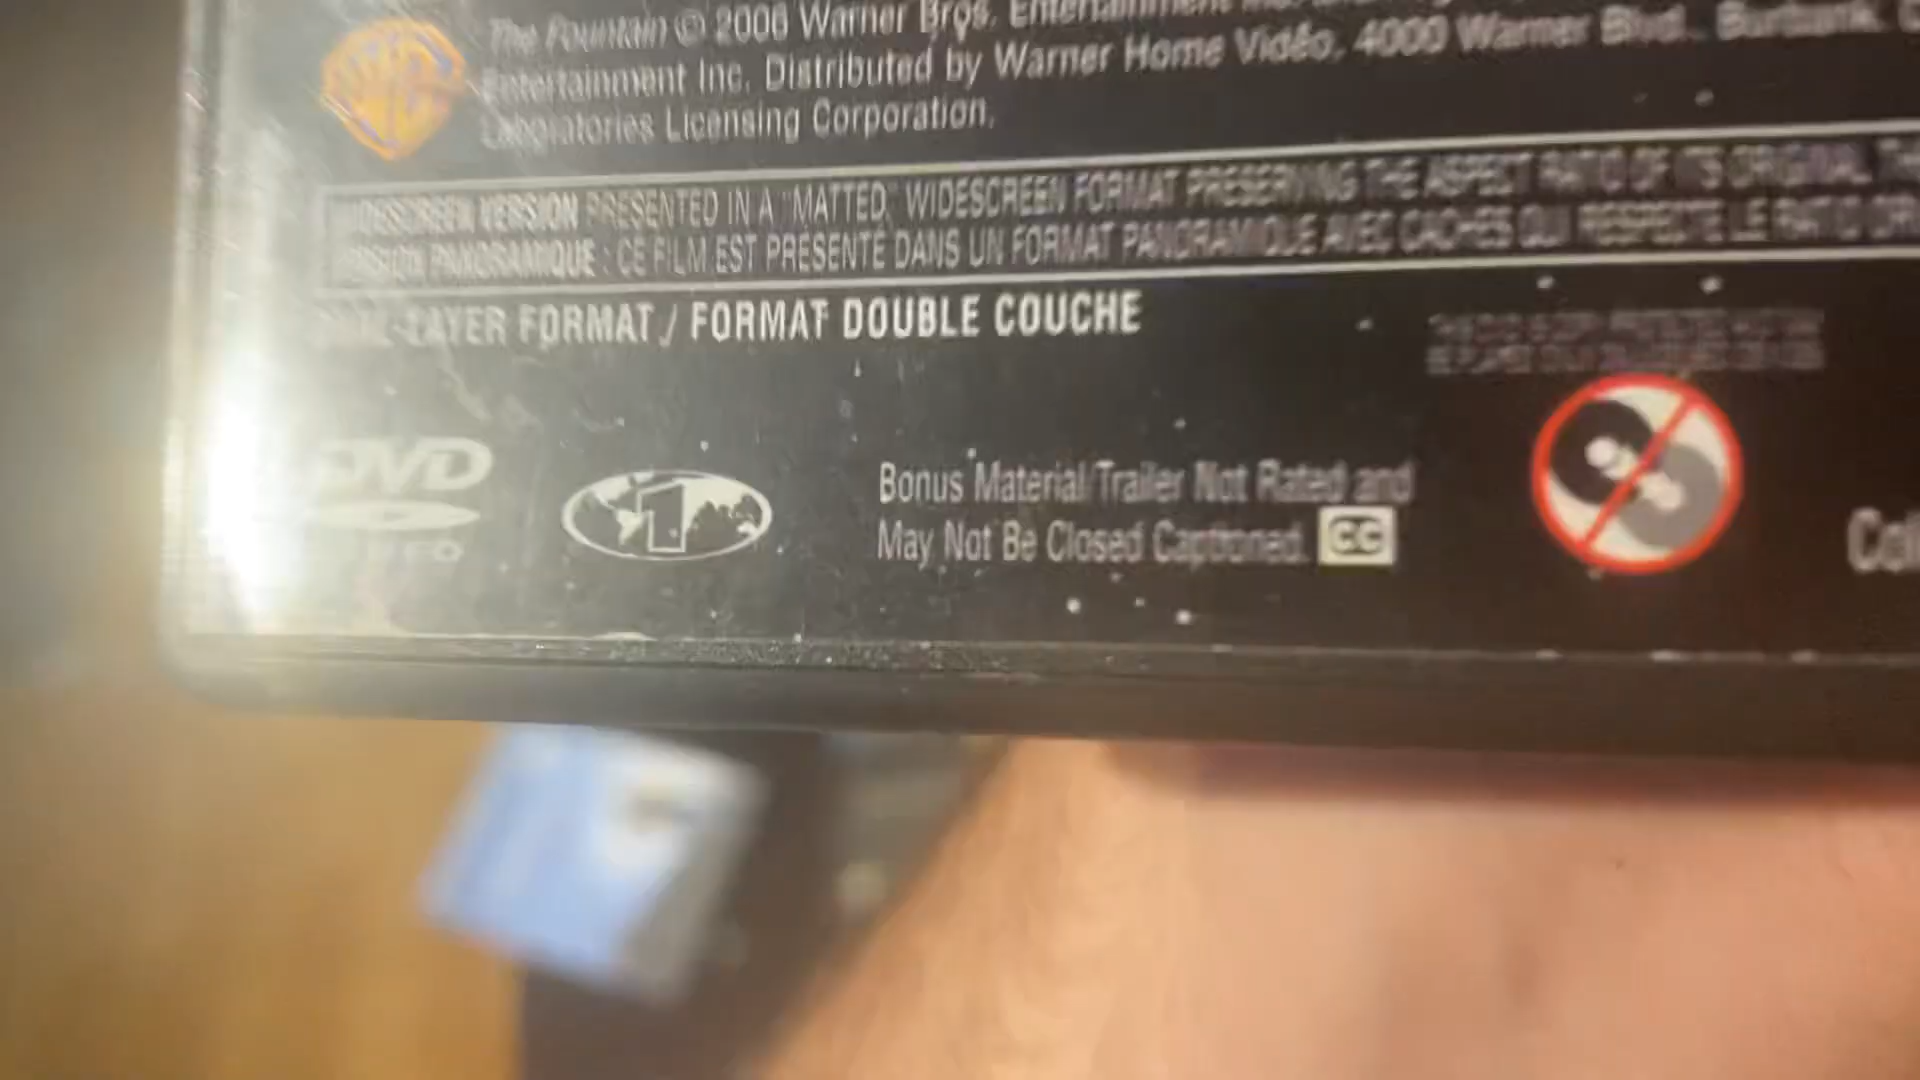 The Fountain © 2006 Warner Bros. Entertainment
Entertainment Inc. Distributed by Warner Home Vidéo, 4000 Warner Blvd., Burbank,
Laboratories Licensing Corporation.
WIDESCREEN VERSION PRESENTED IN A "MATTED" WIDESCREEN FORMAT PRESERVING THE ASPECT RATIO OF ITS ORIGINAL
VERSION PANORAMIQUE : CE FILM EST PRÉSENTÉ DANS UN FORMAT PANORAMIQUE AVEC CACHES QUI RESPECTE LE RATIO
DUAL-LAYER FORMAT / FORMAT DOUBLE COUCHE
DVD
VIDEO
1
Bonus Material/Trailer Not Rated and
May Not Be Closed Captioned. CC